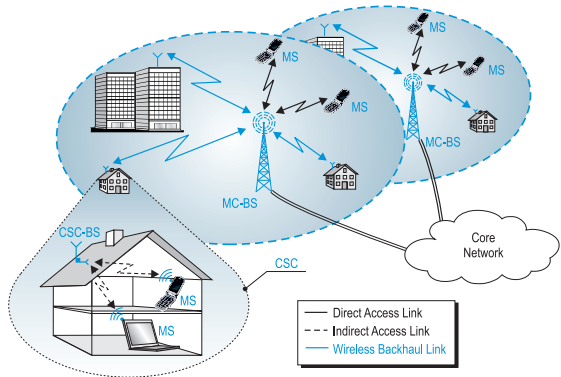 MS
MS
MS
MS
MC-BS
MC-BS
CSC-BS
Core
Network
CSC
MS
MS
Direct Access Link
Indirect Access Link
Wireless Backhaul Link